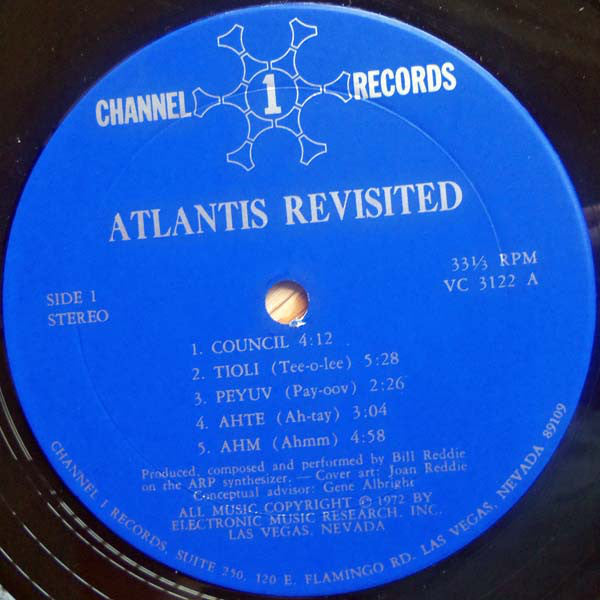 CHANNEL 1 RECORDS
ATLANTIS REVISITED
SIDE 1
STEREO
33⅓ RPM
VC 3122 A
1. COUNCIL 4:12
2. TIOLI (Tee-o-lee) 5:28
3. PEYUV (Pay-oov) 2:26
4. AHTE (Ah-tay) 3:04
5. AHM (Ahmm) 4:58
Produced, composed and performed by Bill Reddie
on the ARP synthesizer. — Cover art: Joan Reddie
Conceptual advisor: Gene Albright
ALL MUSIC COPYRIGHT © 1972 BY
ELECTRONIC MUSIC RESEARCH, INC.
LAS VEGAS, NEVADA
CHANNEL 1 RECORDS, SUITE 250, 120 E. FLAMINGO RD. LAS VEGAS, NEVADA 89109